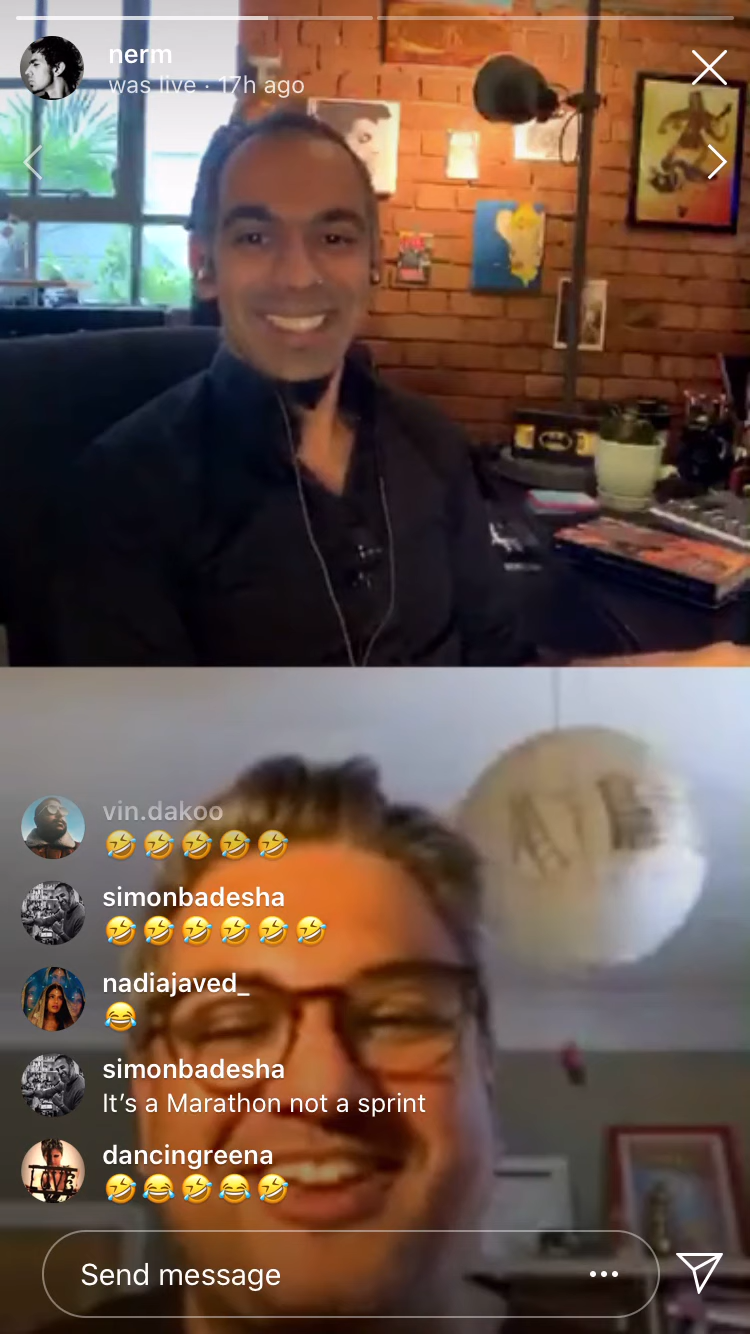 nerm
was live · 17h ago
vin.dakoo
🤣🤣🤣🤣🤣
simonbadesha
🤣🤣🤣🤣🤣🤣
nadiajaved_
😂
simonbadesha
It’s a Marathon not a sprint
dancingreena
🤣😂🤣😂🤣
Send message